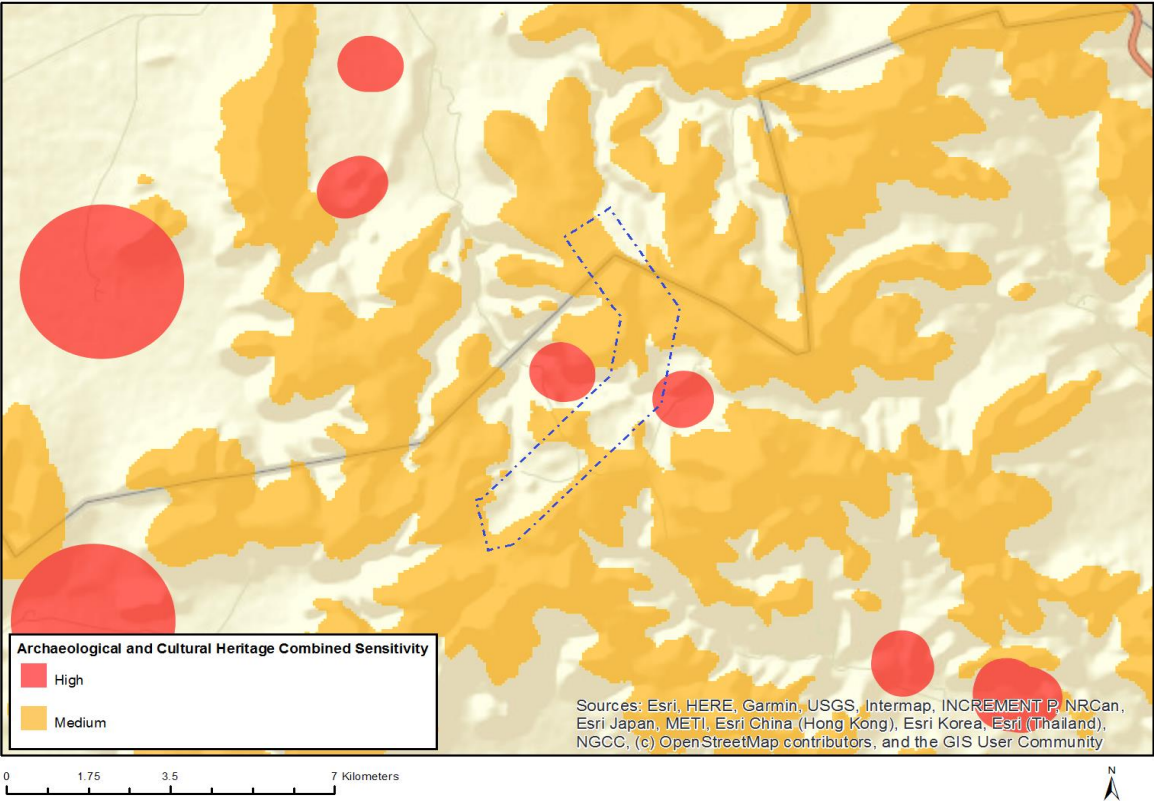 Archaeological and Cultural Heritage Combined Sensitivity
High
Medium
Sources: Esri, HERE, Garmin, USGS, Intermap, INCREMENT P, NRCan,
Esri Japan, METI, Esri China (Hong Kong), Esri Korea, Esri (Thailand),
NGCC, (c) OpenStreetMap contributors, and the GIS User Community
0 1.75 3.5 7 Kilometers
N